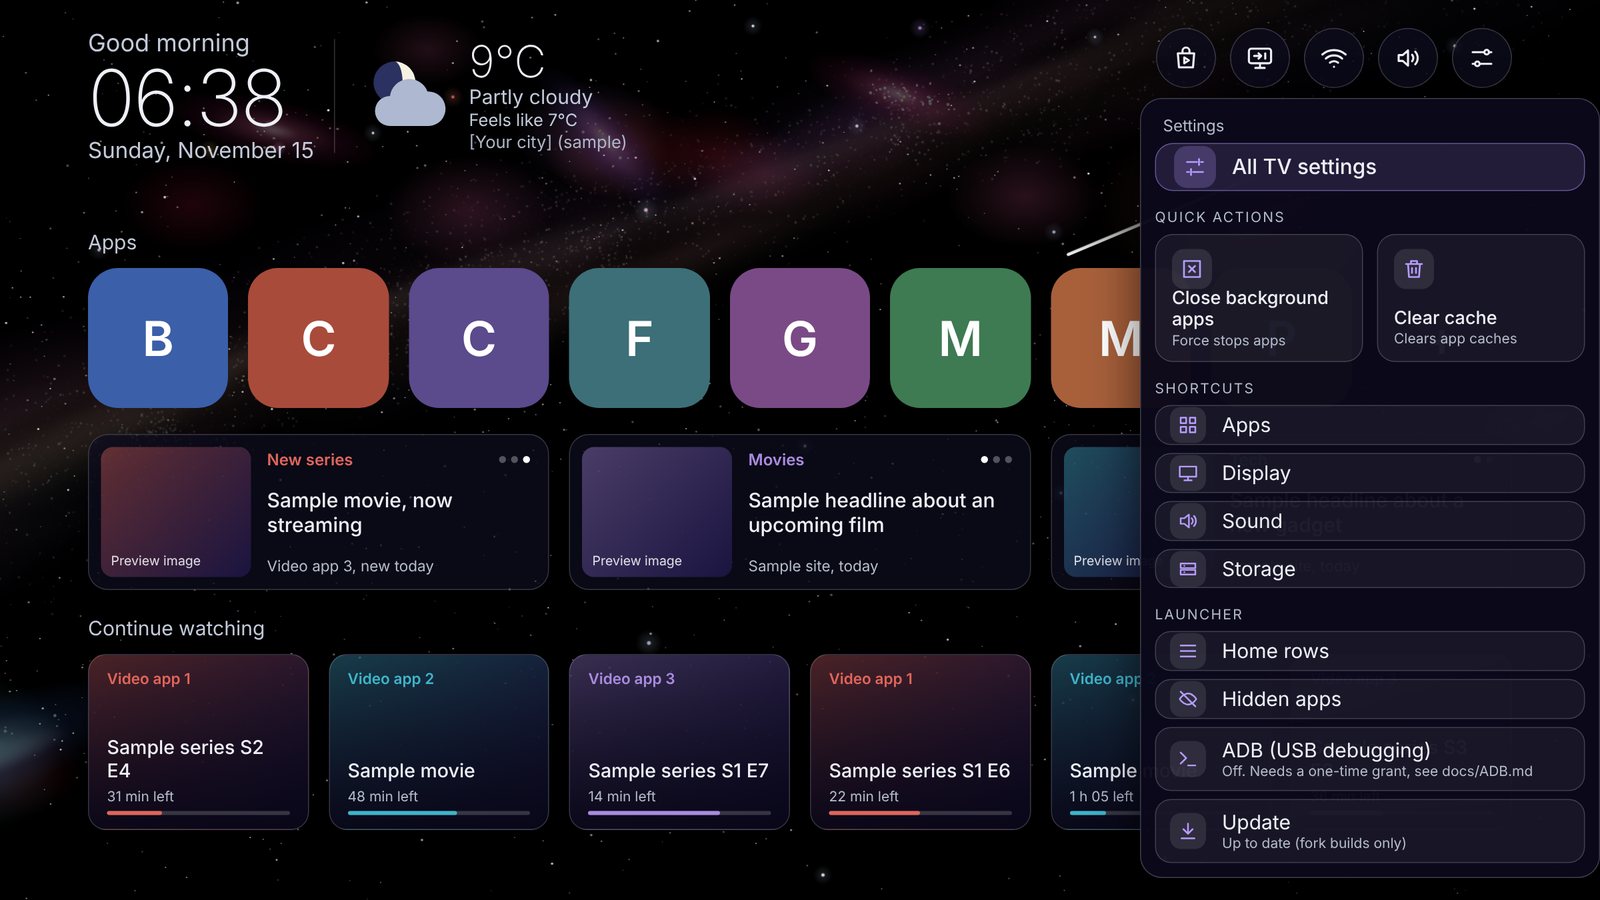 Good morning
06:38
Sunday, November 15
9°C
Partly cloudy
Feels like 7°C
[Your city] (sample)
Apps
B
C
C
F
G
M
M
New series
Sample movie, now
streaming
Video app 3, new today
Preview image
Movies
Sample headline about an
upcoming film
Sample site, today
Preview image
Preview im
Continue watching
Video app 1
Sample series S2
E4
31 min left
Video app 2
Sample movie
48 min left
Video app 3
Sample series S1 E7
14 min left
Video app 1
Sample series S1 E6
22 min left
Video app
Sample movie
1 h 05 left
Settings
All TV settings
QUICK ACTIONS
Close background
apps
Force stops apps
Clear cache
Clears app caches
SHORTCUTS
Apps
Display
Sound
Storage
LAUNCHER
Home rows
Hidden apps
ADB (USB debugging)
Off. Needs a one-time grant, see docs/ADB.md
Update
Up to date (fork builds only)